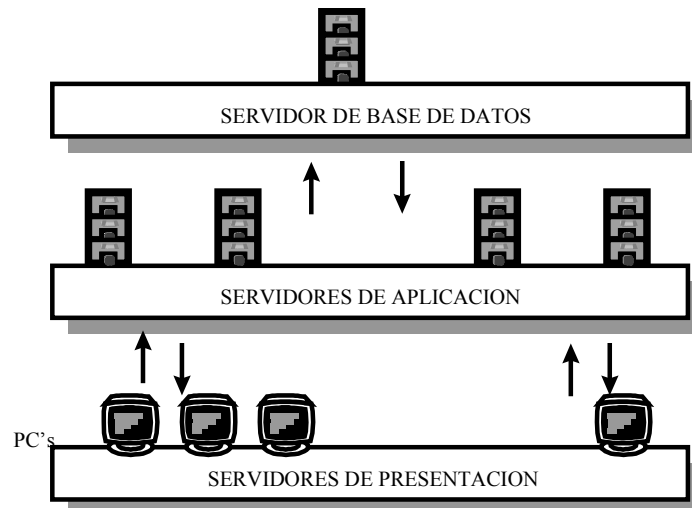 SERVIDOR DE BASE DE DATOS
SERVIDORES DE APLICACION
PC's
SERVIDORES DE PRESENTACION